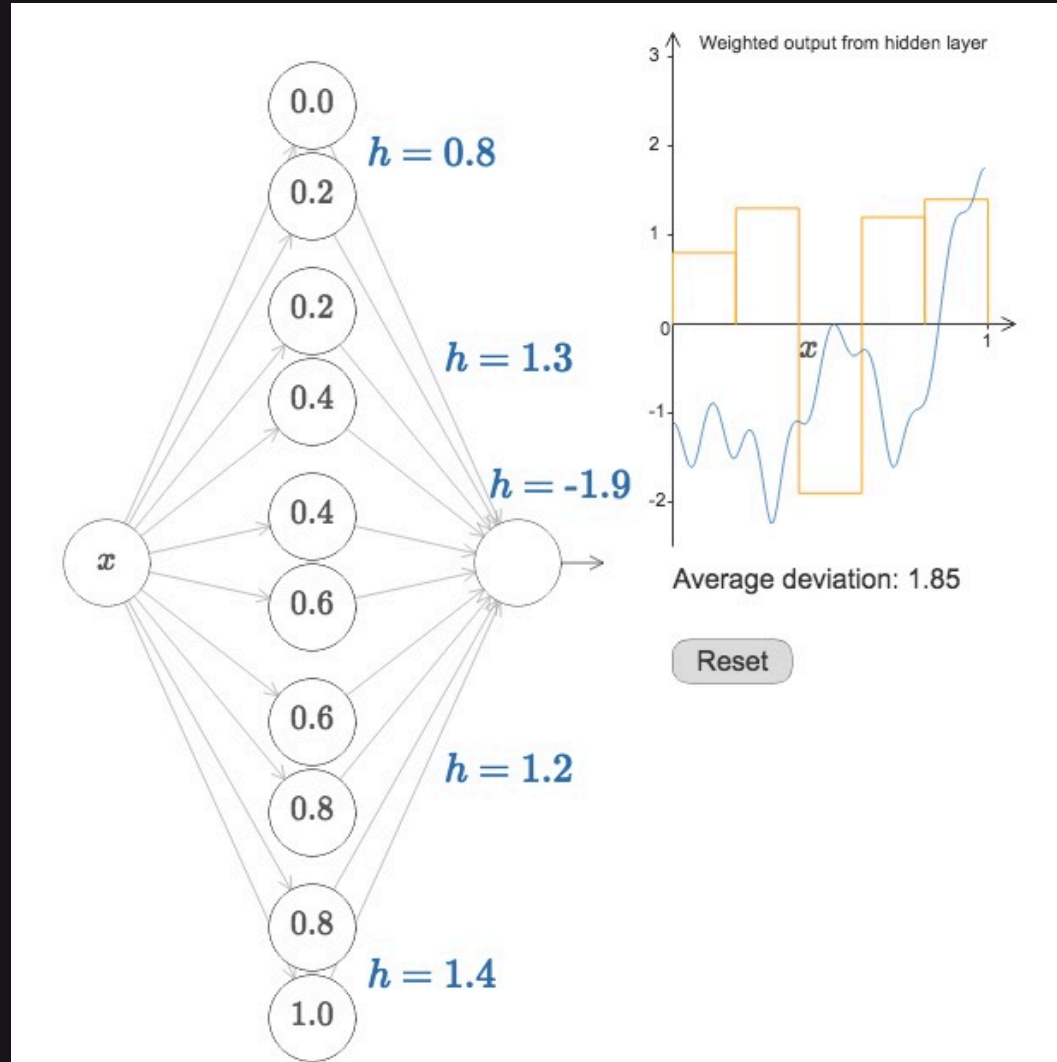 0.0
h = 0.8
0.2
0.2
h = 1.3
0.4
h = -1.9
0.4
x
0.6
0.6
h = 1.2
0.8
0.8
h = 1.4
1.0
Weighted output from hidden layer
3
2
1
0
x
1
-1
-2
Average deviation: 1.85
Reset